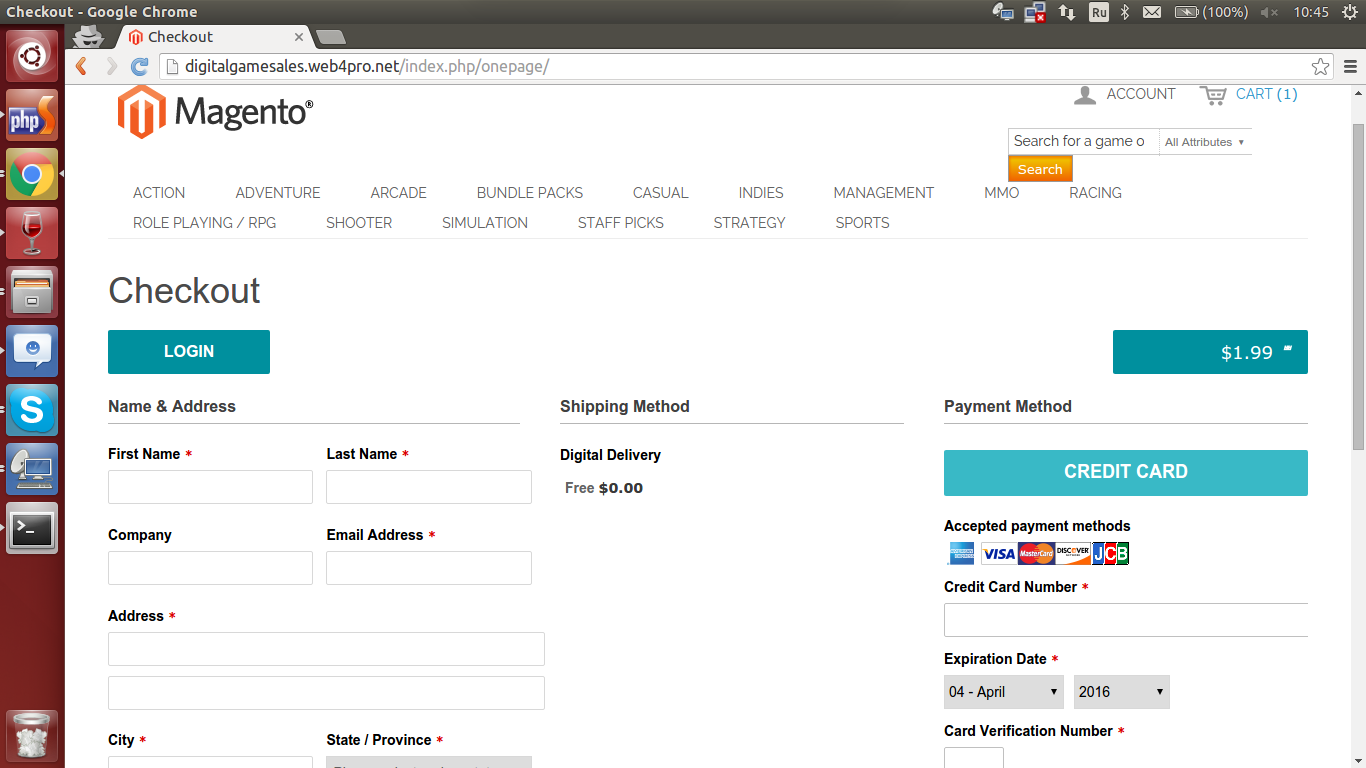 Checkout - Google Chrome
Ru
(100%)
10:45
Checkout
digitalgamesales.web4pro.net/index.php/onepage/
php
Magento®
ACCOUNT
CART (1)
Search for a game o
All Attributes
Search
ACTION ADVENTURE ARCADE BUNDLE PACKS CASUAL INDIES MANAGEMENT MMO RACING
ROLE PLAYING / RPG SHOOTER SIMULATION STAFF PICKS STRATEGY SPORTS
Checkout
LOGIN
$1.99
Name & Address
First Name *
Last Name *
Company
Email Address *
Address *
City *
State / Province *
Shipping Method
Digital Delivery
Free $0.00
Payment Method
CREDIT CARD
Accepted payment methods
VISA MasterCard DISCOVER JCB
Credit Card Number *
Expiration Date *
04 - April
2016
Card Verification Number *